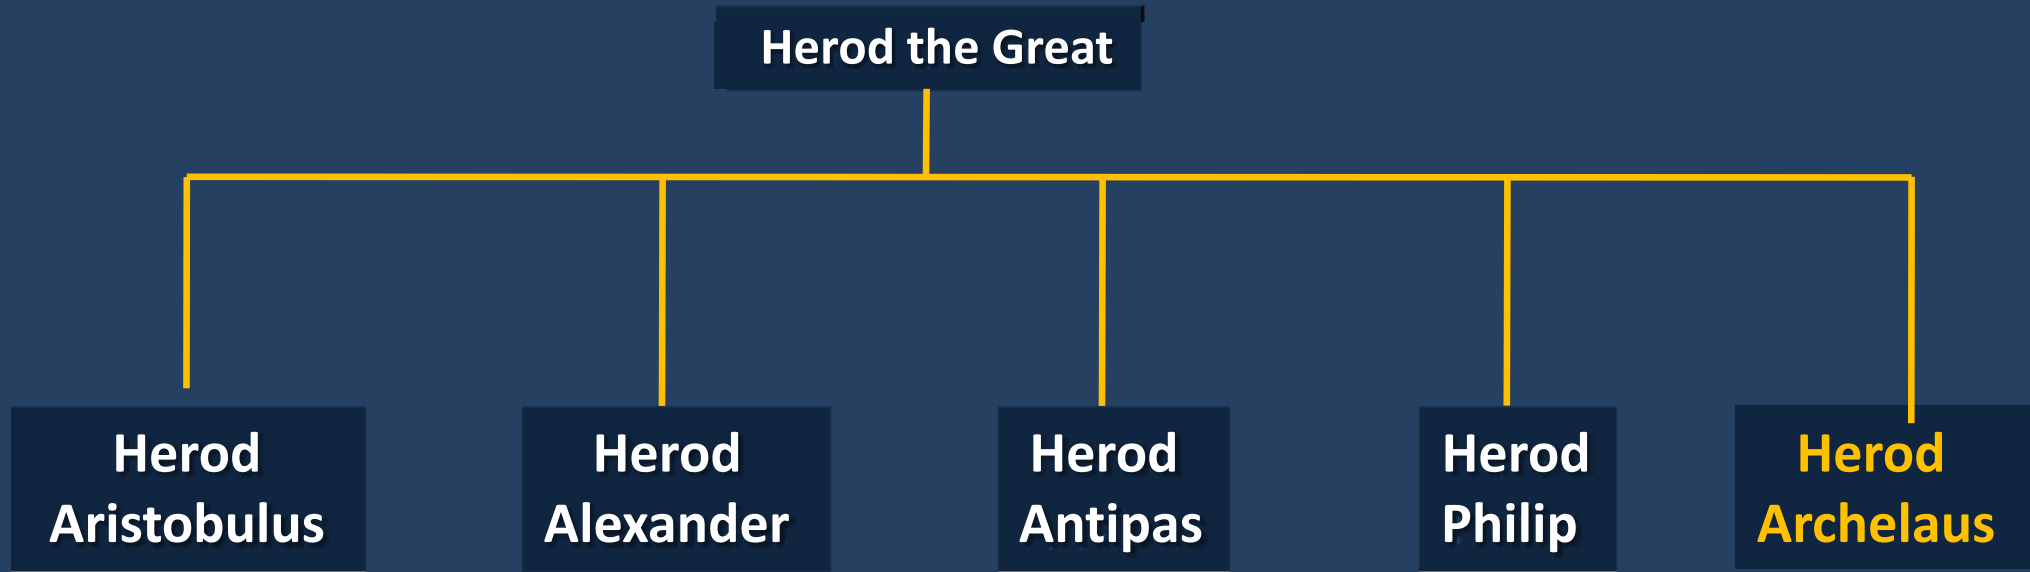 Herod the Great
Herod
Aristobulus
Herod
Alexander
Herod
Antipas
Herod
Philip
Herod
Archelaus